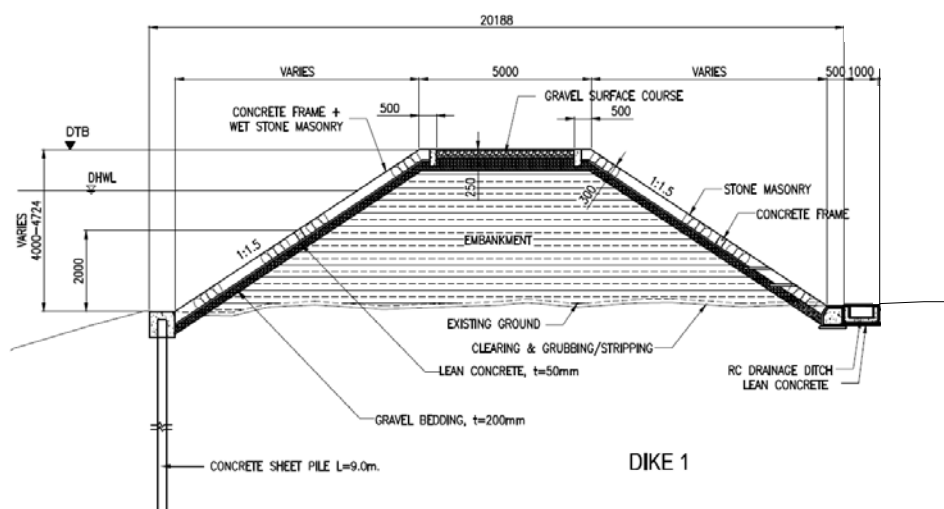 20188
VARIES
5000
VARIES
500
1000
GRAVEL SURFACE COURSE
CONCRETE FRAME +
WET STONE MASONRY
500
500
DTB
DHWL
250
300
1:1.5
STONE MASONRY
CONCRETE FRAME
VARIES
4000-4724
2000
1:1.5
EMBANKMENT
EXISTING GROUND
CLEARING & GRUBBING/STRIPPING
LEAN CONCRETE, t=50mm
RC DRAINAGE DITCH
LEAN CONCRETE
GRAVEL BEDDING, t=200mm
CONCRETE SHEET PILE L=9.0m.
DIKE 1